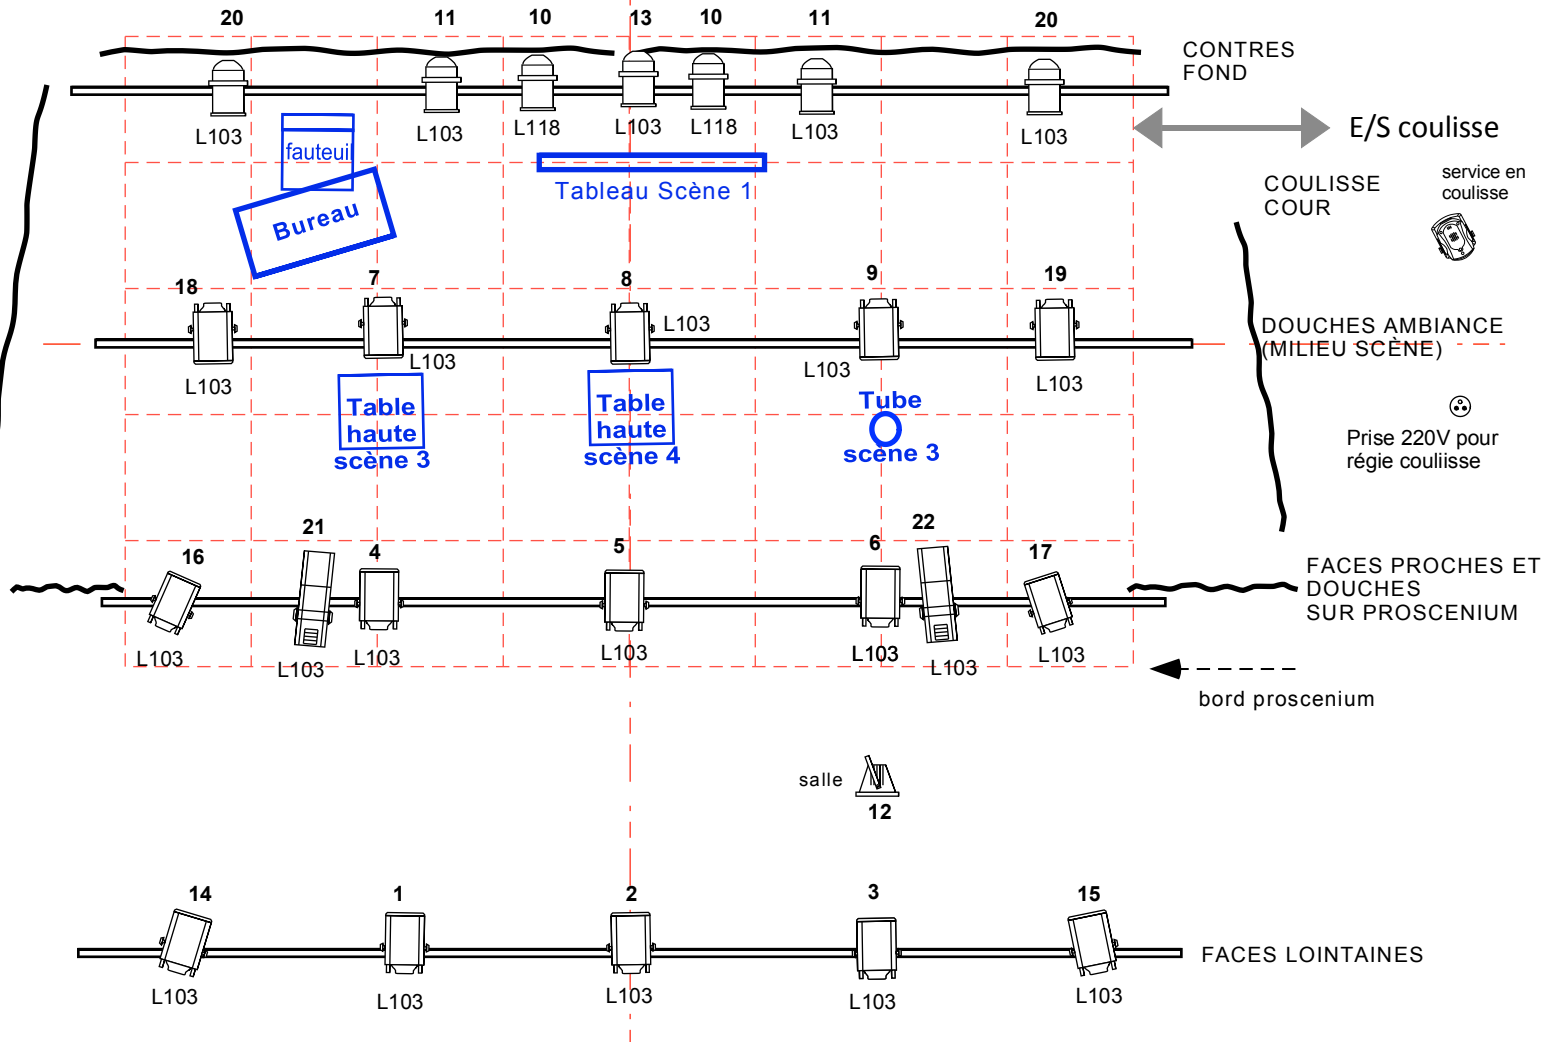 20 11 10 13 10 11 20
CONTRES
FOND
L103 L103 L118 L103 L118 L103 L103
E/S coulisse
fauteuil
Tableau Scène 1
Bureau
COULISSE
COUR
service en
coulisse
18 7 8 9 19
L103
L103 L103 L103 L103
DOUCHES AMBIANCE
(MILIEU SCÈNE)
Table
haute
scène 3
Table
haute
scène 4
Tube
scène 3
Prise 220V pour
régie couliisse
16 21 4 5 6 22 17
FACES PROCHES ET
DOUCHES
SUR PROSCENIUM
L103 L103 L103 L103 L103 L103 L103
bord proscenium
salle
12
14 1 2 3 15
FACES LOINTAINES
L103 L103 L103 L103 L103